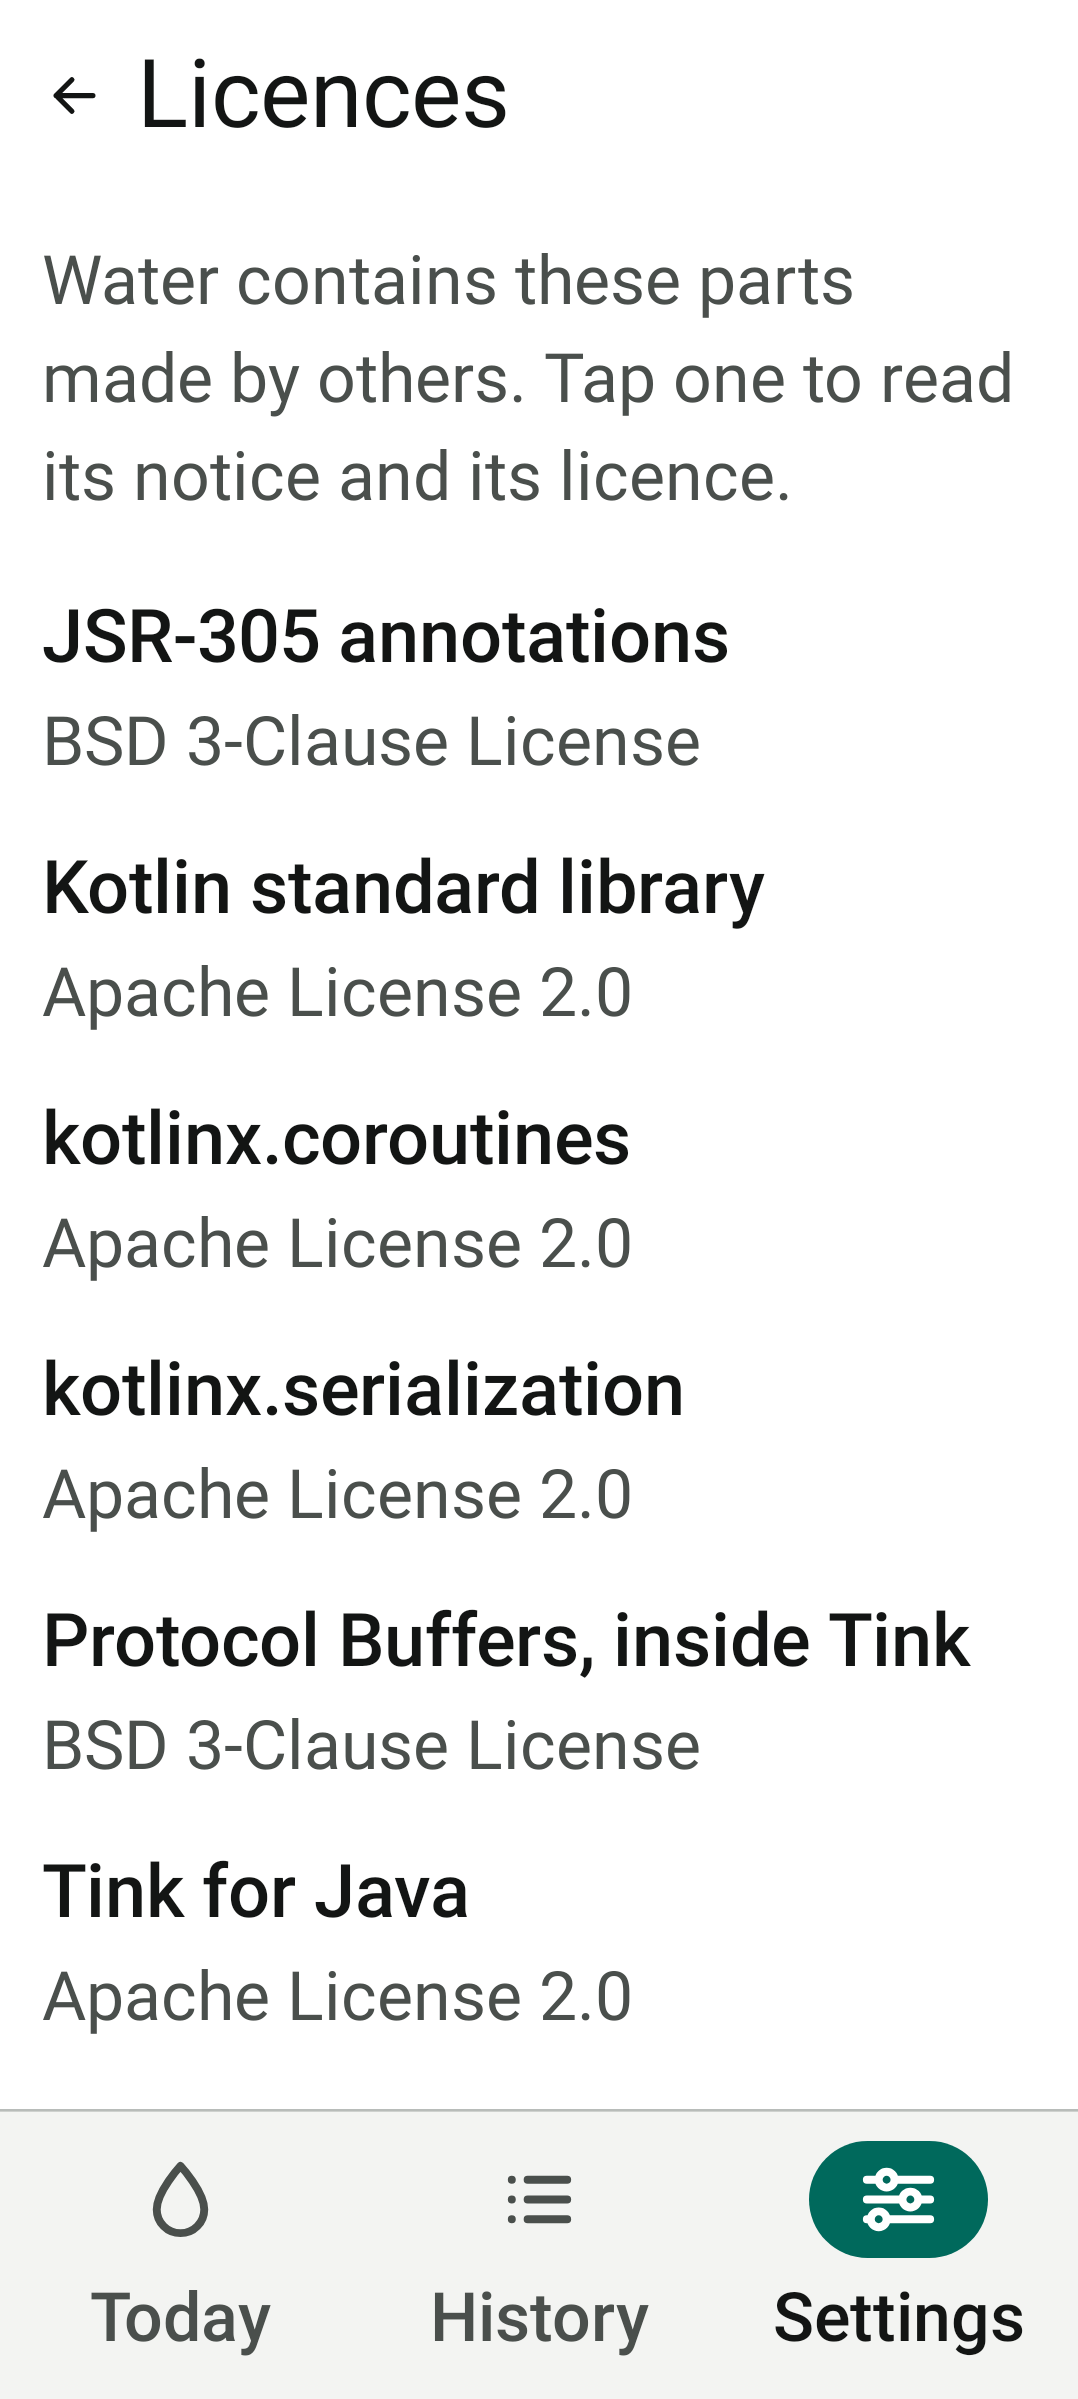 Licences
Water contains these parts
made by others. Tap one to read
its notice and its licence.
JSR-305 annotations
BSD 3-Clause License
Kotlin standard library
Apache License 2.0
kotlinx.coroutines
Apache License 2.0
kotlinx.serialization
Apache License 2.0
Protocol Buffers, inside Tink
BSD 3-Clause License
Tink for Java
Apache License 2.0
Today
History
Settings